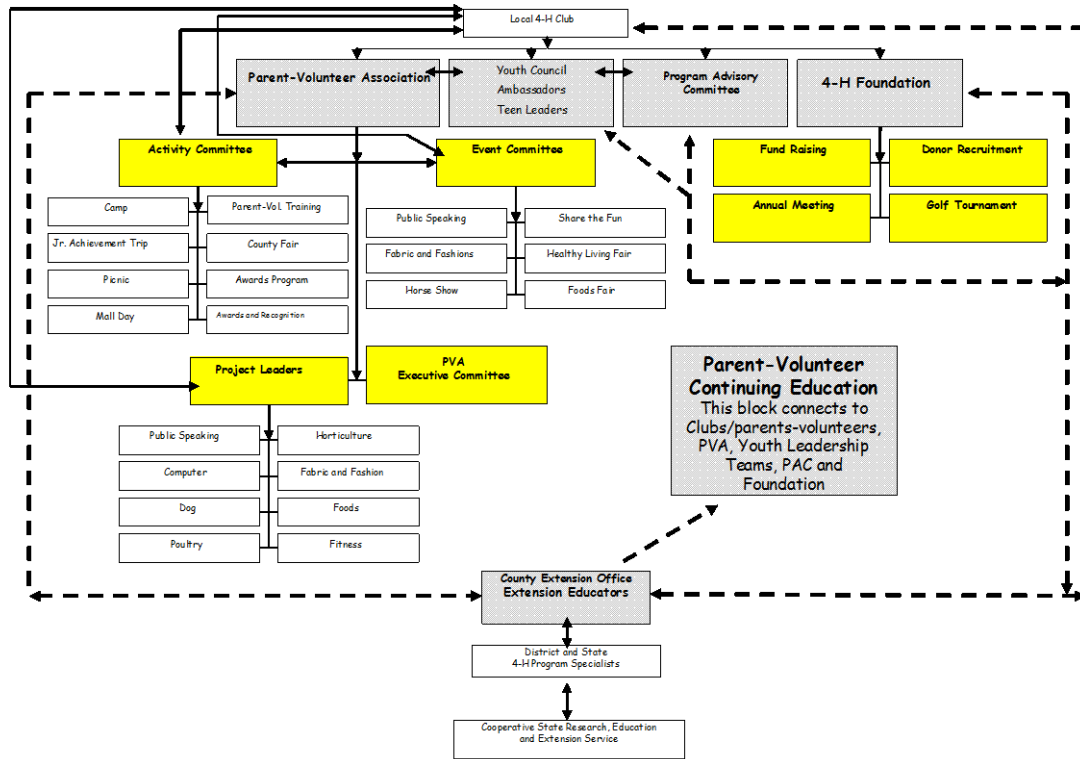 Local 4-H Club
Parent-Volunteer Association
Youth Council
Ambassadors
Teen Leaders
Program Advisory
Committee
4-H Foundation
Activity Committee
Event Committee
Fund Raising
Donor Recruitment
Annual Meeting
Golf Tournament
Camp
Parent-Vol. Training
Jr. Achievement Trip
County Fair
Picnic
Awards Program
Mall Day
Awards and Recognition
Public Speaking
Share the Fun
Fabric and Fashions
Healthy Living Fair
Horse Show
Foods Fair
Project Leaders
PVA
Executive Committee
Public Speaking
Horticulture
Computer
Fabric and Fashion
Dog
Foods
Poultry
Fitness
Parent-Volunteer
Continuing Education
This block connects to
Clubs/parents-volunteers,
PVA, Youth Leadership
Teams, PAC and
Foundation
County Extension Office
Extension Educators
District and State
4-H Program Specialists
Cooperative State Research, Education
and Extension Service